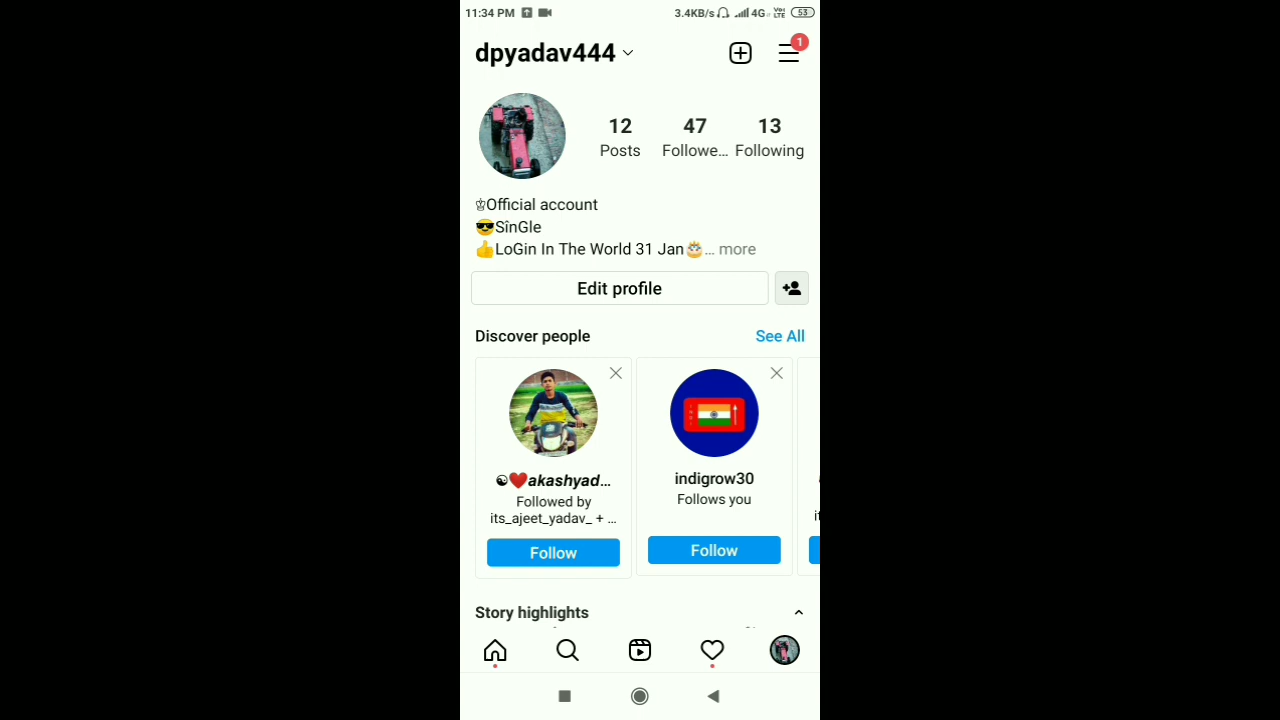 11:34 PM 3.4KB/s 4G Vo LTE 53
dpyadav444 1
12 47 13
Posts Followe... Following
♔Official account
😎SînGle
👍LoGin In The World 31 Jan🎂... more
Edit profile
Discover people See All
☯❤️akashyad...
Followed by
its_ajeet_yadav_ + ...
Follow
indigrow30
Follows you
Follow
Story highlights